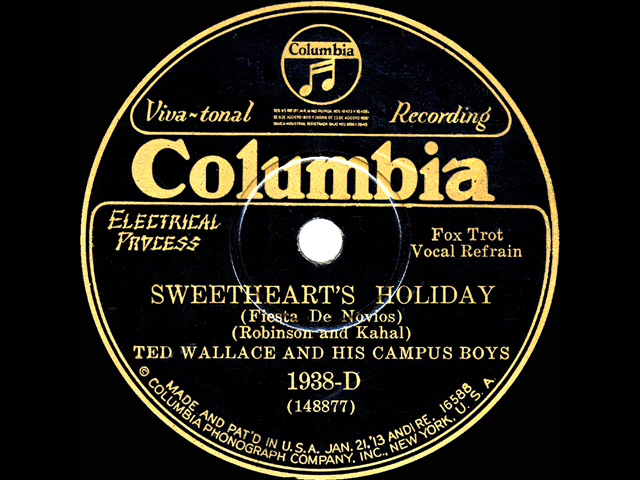 Columbia
Viva-tonal Recording
Columbia
ELECTRICAL
PROCESS
Fox Trot
Vocal Refrain
SWEETHEART'S HOLIDAY
(Fiesta De Novios)
(Robinson and Kahal)
TED WALLACE AND HIS CAMPUS BOYS
1938-D
(148877)
MADE AND PAT'D IN U.S.A. JAN. 21,'13 AND RE. 16588
© COLUMBIA PHONOGRAPH COMPANY, INC., NEW YORK, U.S.A.